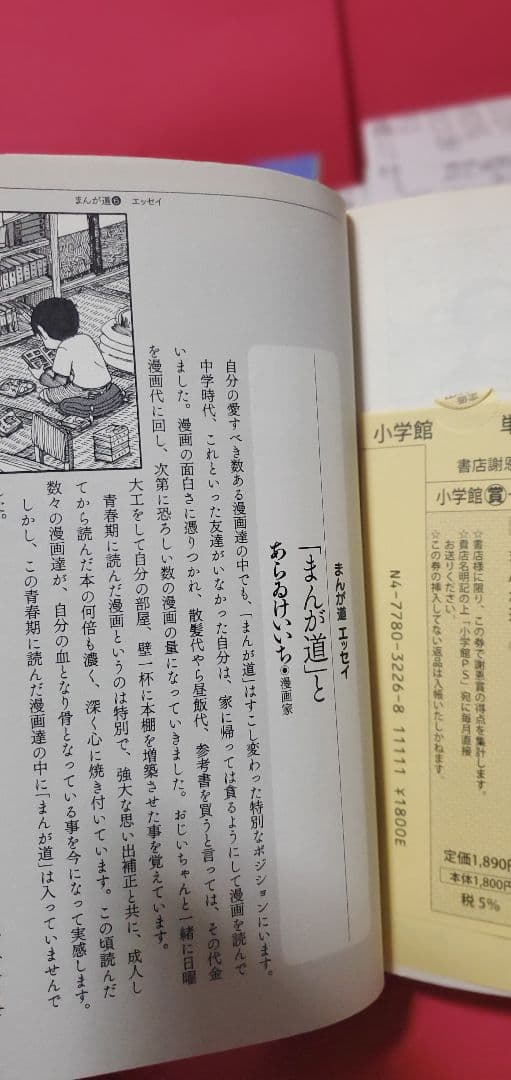 まんが道❻ エッセイ
まんが道 エッセイ
「まんが道」と
あらゐけいいち●漫画家
自分の愛すべき数ある漫画達の中でも、「まんが道」はすこし変わった特別なポジションにいます。
中学時代、これといった友達がいなかった自分は、家に帰っては貪るようにして漫画を読んで
いました。漫画の面白さに憑りつかれ、散髪代やら昼飯代、参考書を買うと言っては、その代金
を漫画代に回し、次第に恐ろしい数の漫画の量になっていきました。おじいちゃんと一緒に日曜
大工をして自分の部屋、壁一杯に本棚を増築させた事を覚えています。
青春期に読んだ漫画というのは特別で、強大な思い出補正と共に、成人し
てから読んだ本の何倍も濃く、深く心に焼き付いています。この頃読んだ
数々の漫画達が、自分の血となり骨となっている事を今になって実感します。
しかし、この青春期に読んだ漫画達の中に「まんが道」は入っていませんで
した。
小学館
単
書店謝恩
小学館賞
☆書店様に限り、この券で謝恩賞の得点を集計します。
☆貴店名明記の上「小学館PS」宛に毎月直接
お送りください。
☆この券の挿入してない返品は入帳いたしかねます。
N4-7780-3226-8 11111 ¥1800E
定価1,890円
本体1,800円
税5%